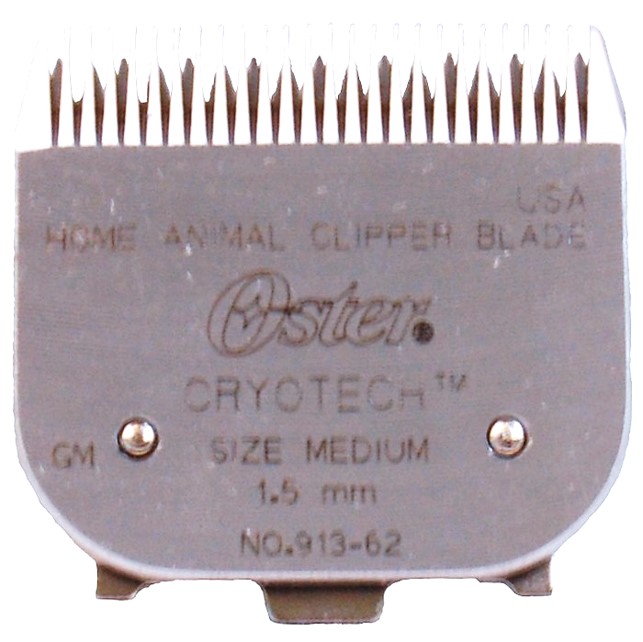 USA
HOME ANIMAL CLIPPER BLADE
Oster®
CRYOTECH™
GM SIZE MEDIUM
1.5 mm
NO.913-62